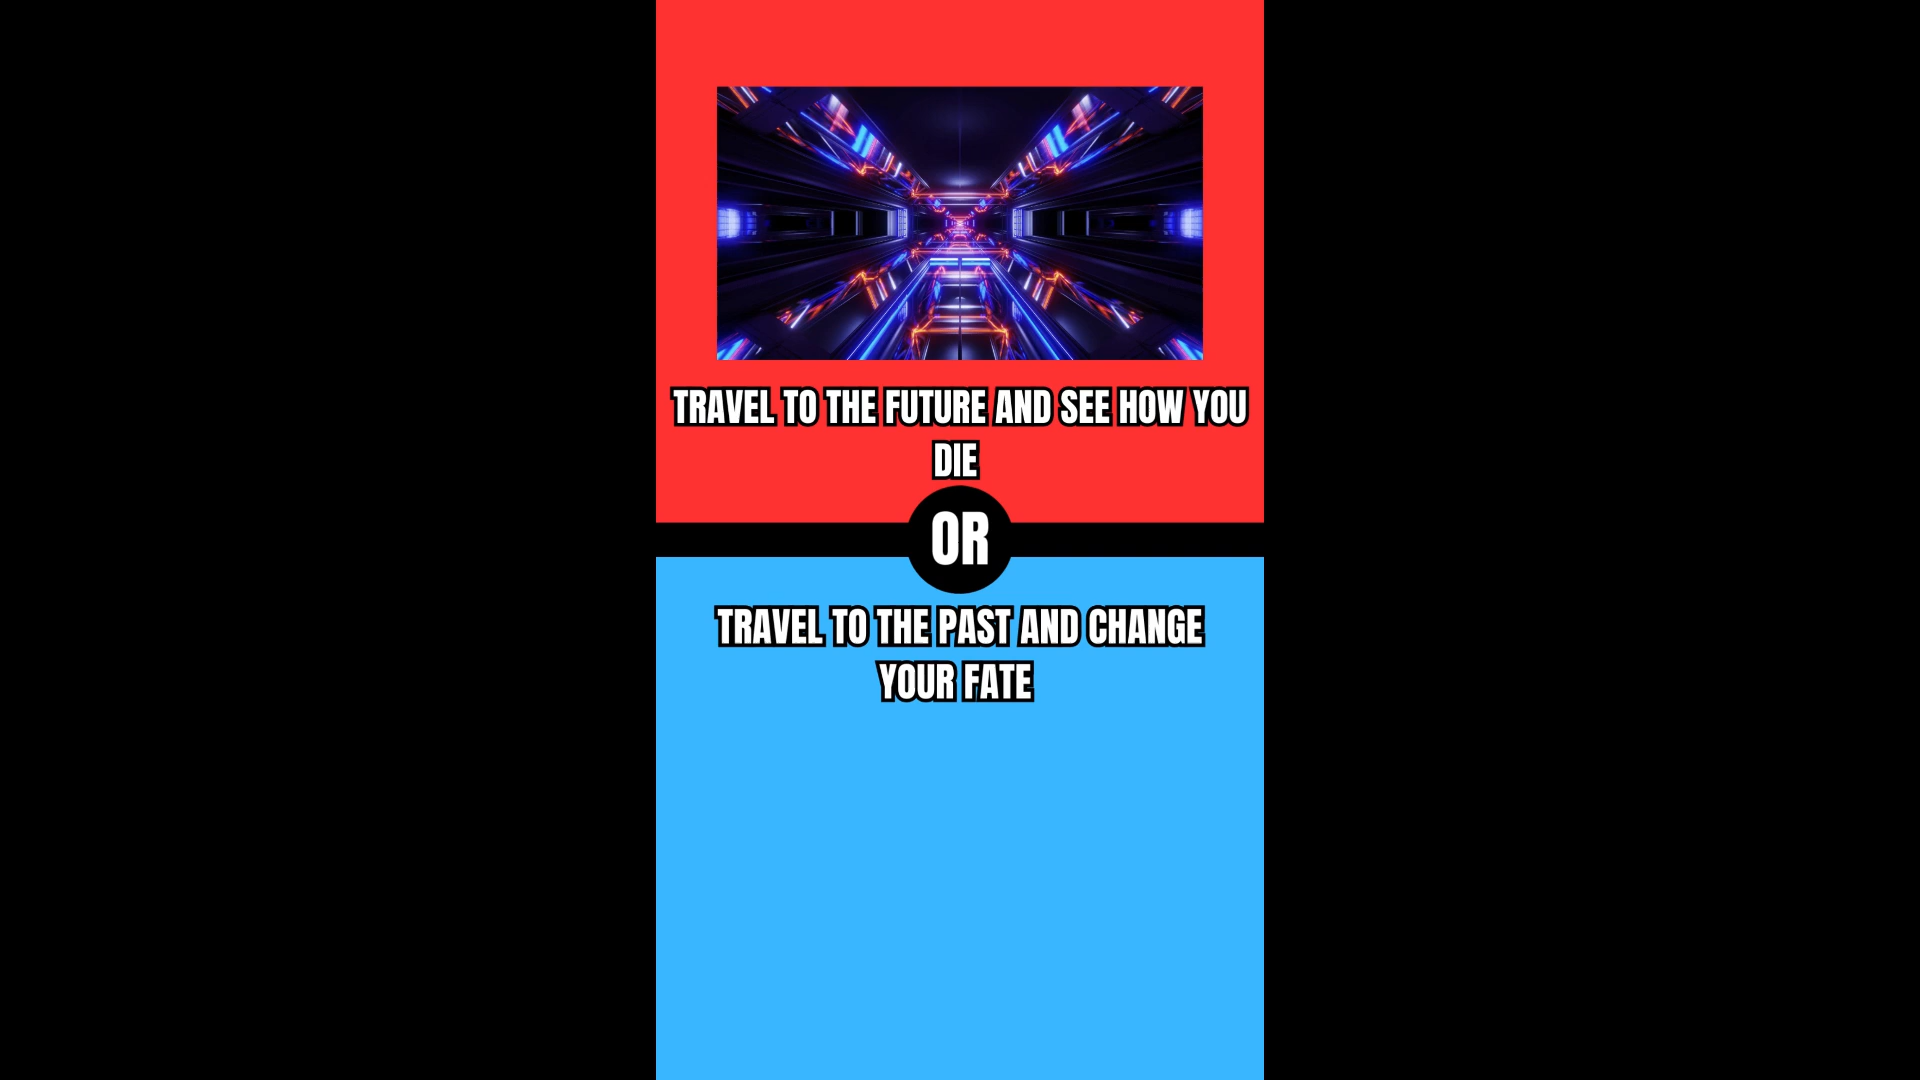 TRAVEL TO THE FUTURE AND SEE HOW YOU
DIE
OR
TRAVEL TO THE PAST AND CHANGE
YOUR FATE